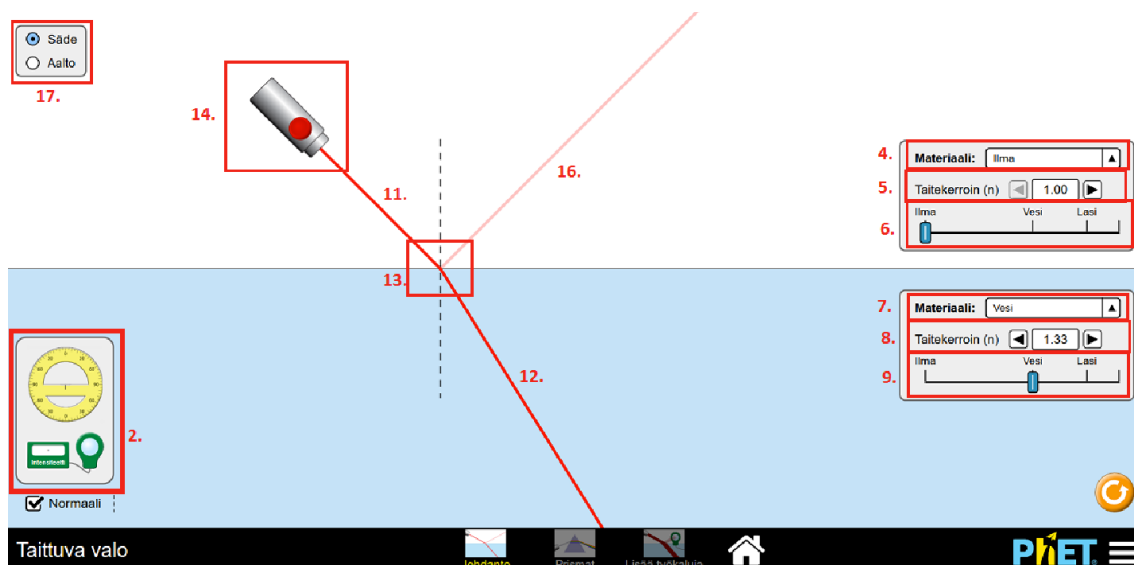 Säde
Aalto
17.
14.
11.
16.
13.
12.
4.
Materiaali: Ilma
5.
Taitekerroin (n) 1.00
6.
Ilma Vesi Lasi
7.
Materiaali: Vesi
8.
Taitekerroin (n) 1.33
9.
Ilma Vesi Lasi
2.
Intensiteetti
Normaali
Taittuva valo
Johdanto
Prismat
Lisää työkaluja
PhET